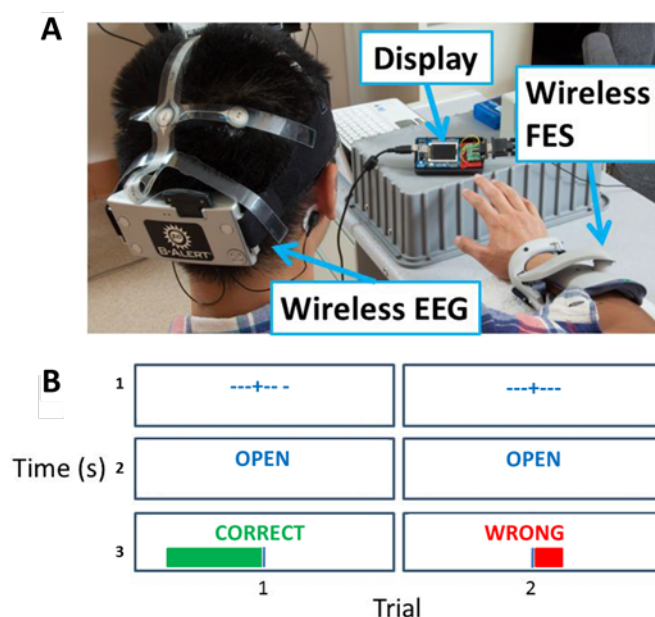 A
Display
Wireless
FES
B-ALERT
Wireless EEG
B
1
---+-- -
---+---
Time (s)
2
OPEN
OPEN
3
CORRECT
WRONG
1
2
Trial